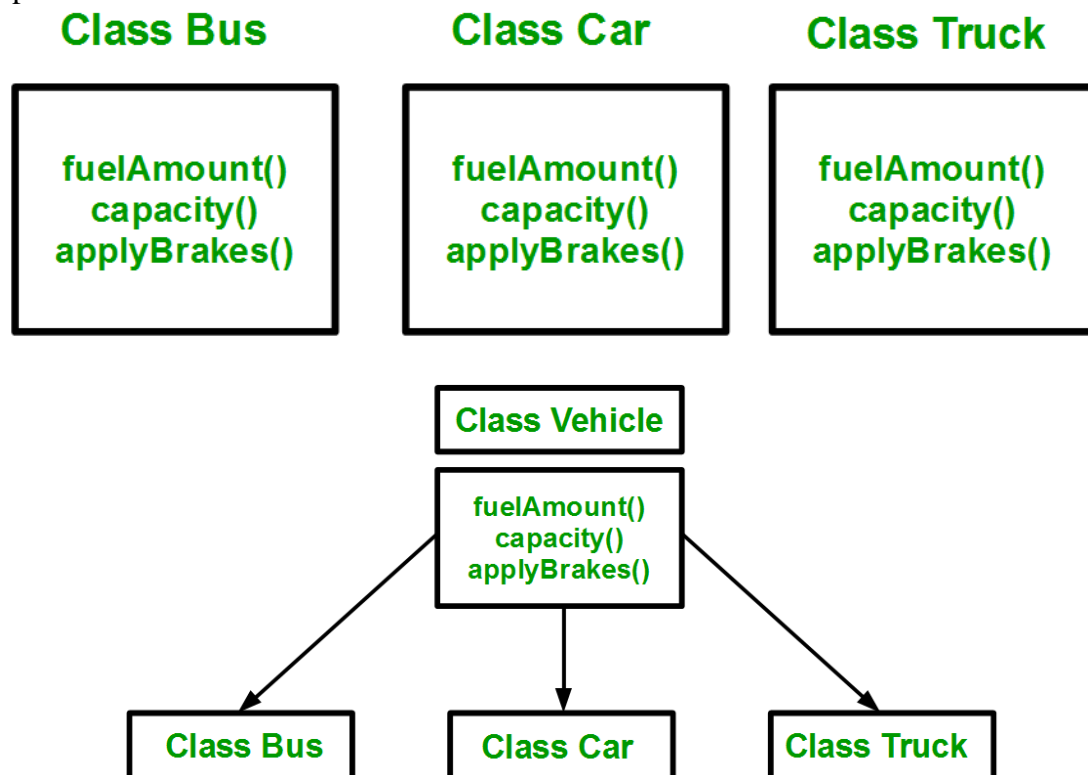 Class Bus
Class Car
Class Truck
fuelAmount()
capacity()
applyBrakes()
fuelAmount()
capacity()
applyBrakes()
fuelAmount()
capacity()
applyBrakes()
Class Vehicle
fuelAmount()
capacity()
applyBrakes()
Class Bus
Class Car
Class Truck